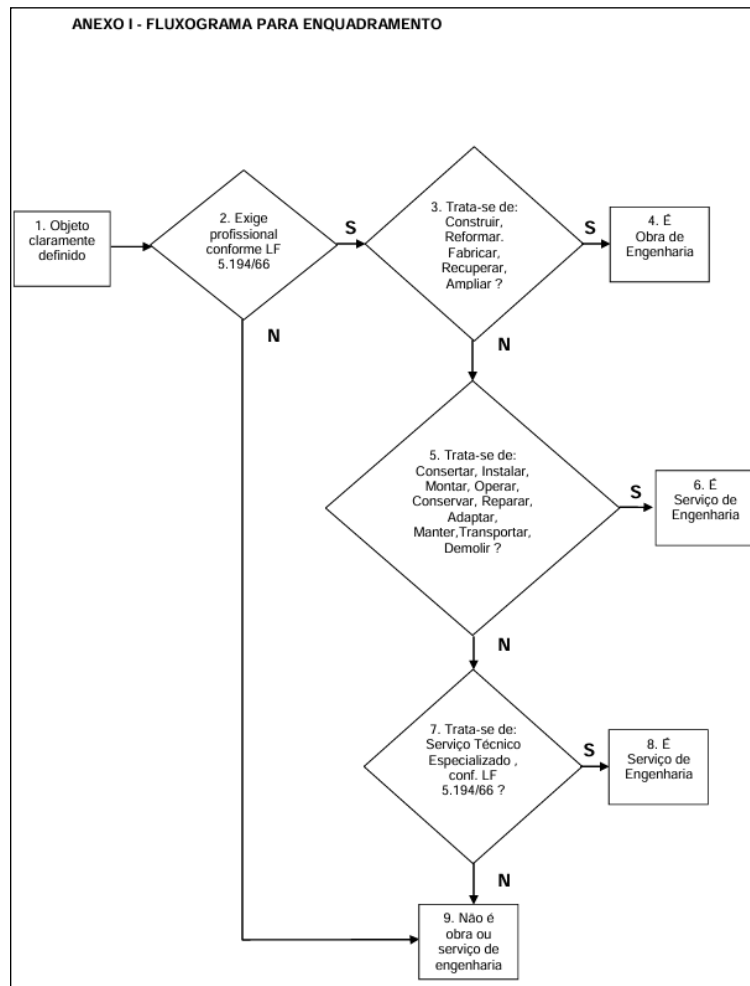 ANEXO I - FLUXOGRAMA PARA ENQUADRAMENTO
1. Objeto
claramente
definido
2. Exige
profissional
conforme LF
5.194/66
S
N
3. Trata-se de:
Construir,
Reformar.
Fabricar,
Recuperar,
Ampliar ?
S
4. É
Obra de
Engenharia
N
5. Trata-se de:
Consertar, Instalar,
Montar, Operar,
Conservar, Reparar,
Adaptar,
Manter,Transportar,
Demolir ?
S
6. É
Serviço de
Engenharia
N
7. Trata-se de:
Serviço Técnico
Especializado ,
conf. LF
5.194/66 ?
S
8. É
Serviço de
Engenharia
N
9. Não é
obra ou
serviço de
engenharia